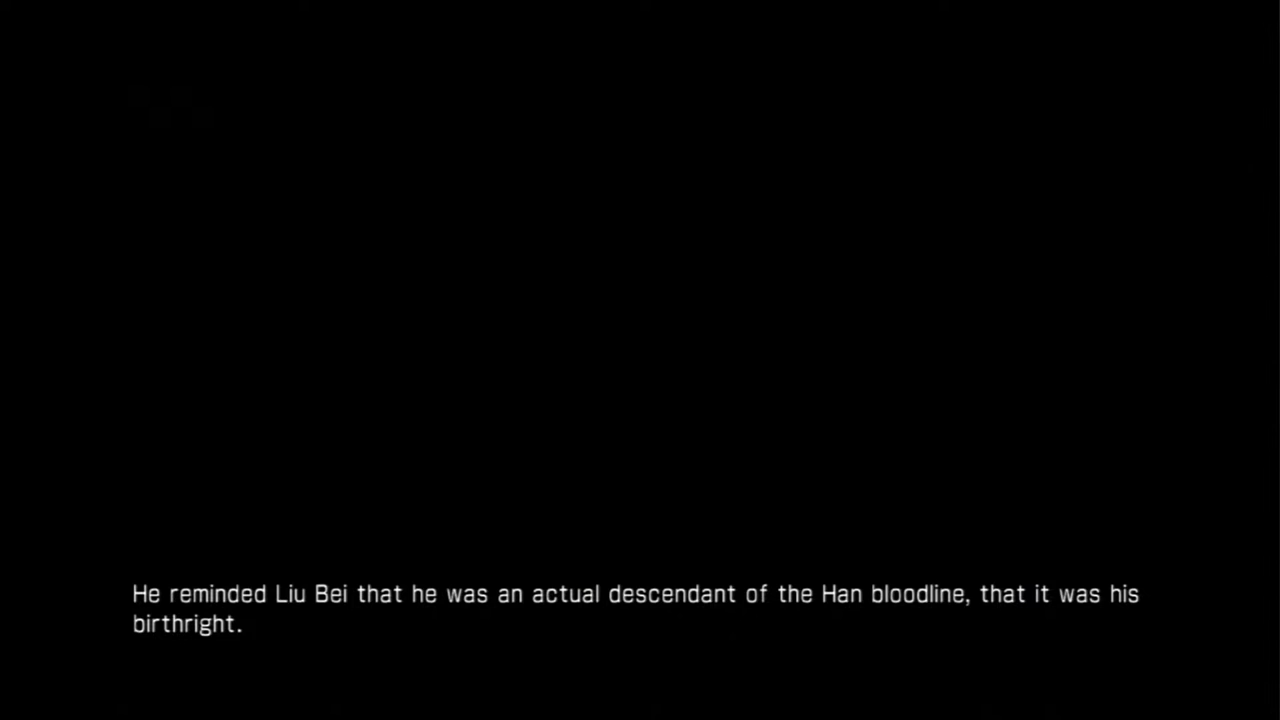 He reminded Liu Bei that he was an actual descendant of the Han bloodline, that it was his
birthright.